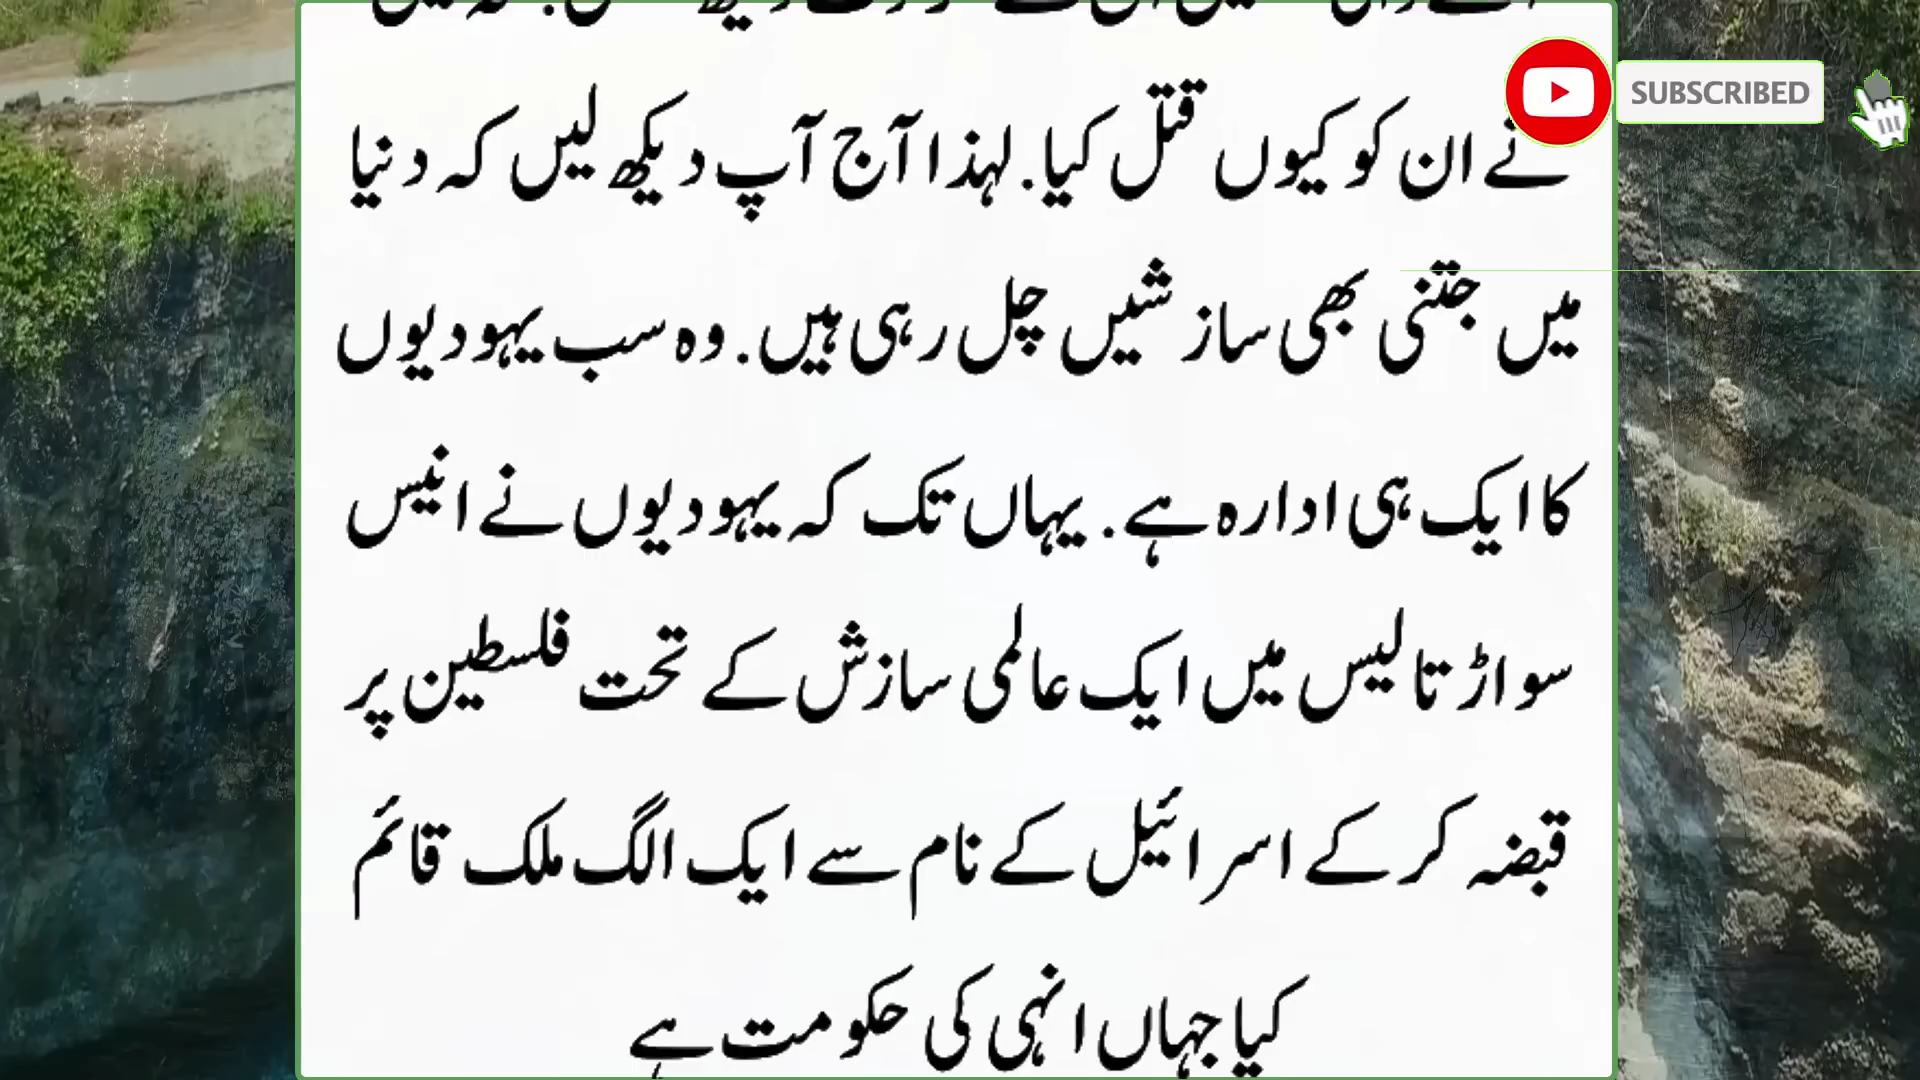 SUBSCRIBED
نے ان کو کیوں قتل کیا. لہذا آج آپ دیکھ لیں کہ دنیا
میں جتنی بھی سازشیں چل رہی ہیں. وہ سب یہودیوں
کا ایک ہی ادارہ ہے. یہاں تک کہ یہودیوں نے انیس
سو اڑتالیس میں ایک عالمی سازش کے تحت فلسطین پر
قبضہ کر کے اسرائیل کے نام سے ایک الگ ملک قائم
کیا جہاں انہی کی حکومت ہے